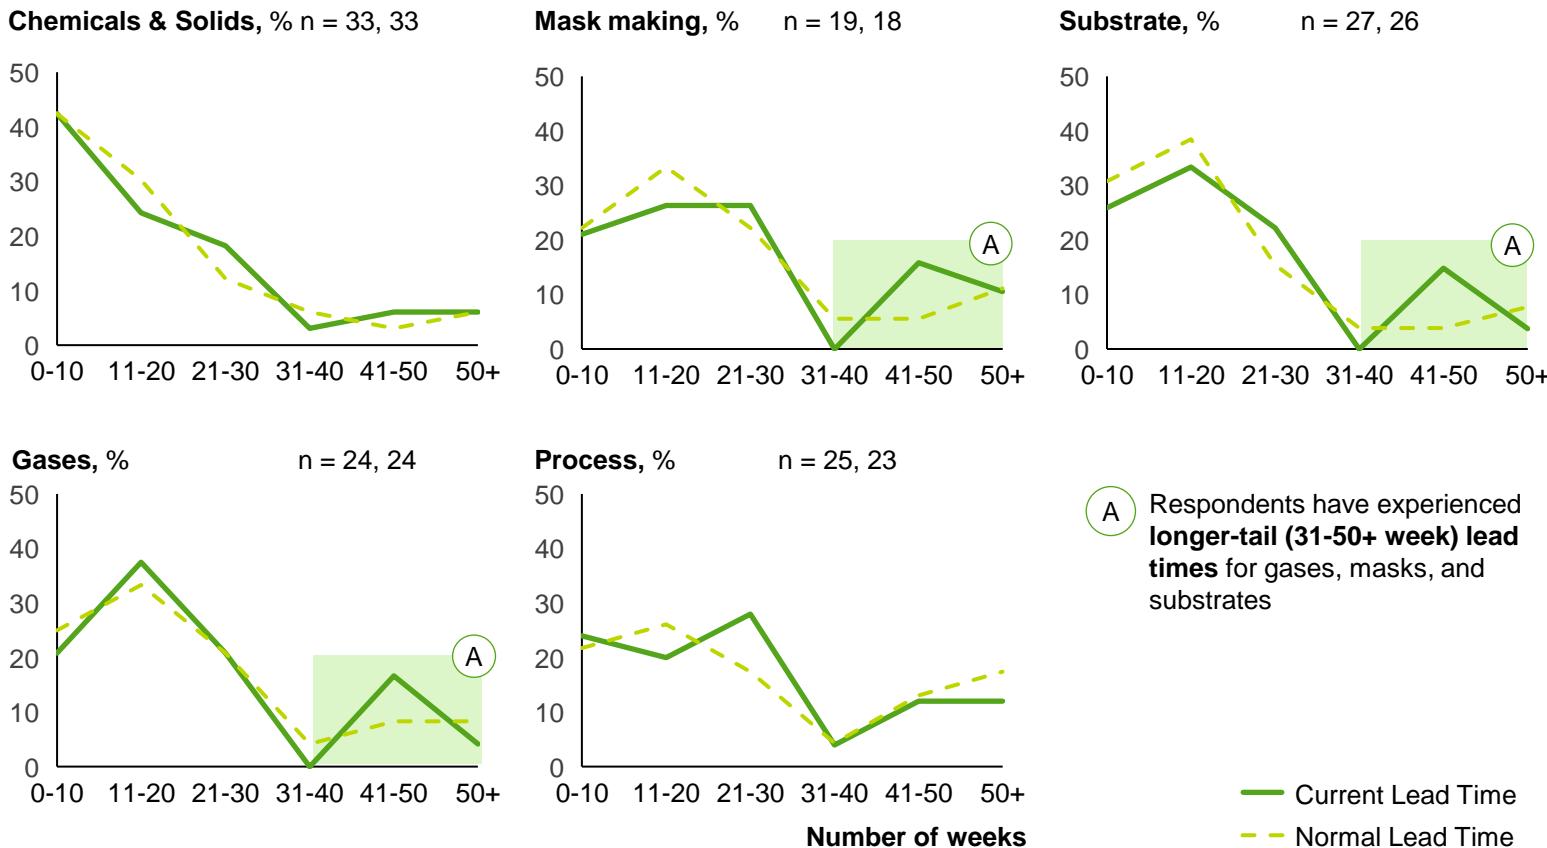 Chemicals & Solids, % n = 33, 33
50
40
30
20
10
0
0-10 11-20 21-30 31-40 41-50 50+
Mask making, % n = 19, 18
50
40
30
20
10
0
A
0-10 11-20 21-30 31-40 41-50 50+
Substrate, % n = 27, 26
50
40
30
20
10
0
A
0-10 11-20 21-30 31-40 41-50 50+
Gases, % n = 24, 24
50
40
30
20
10
0
A
0-10 11-20 21-30 31-40 41-50 50+
Process, % n = 25, 23
50
40
30
20
10
0
0-10 11-20 21-30 31-40 41-50 50+
Number of weeks
A
Respondents have experienced
longer-tail (31-50+ week) lead
times for gases, masks, and
substrates
Current Lead Time
Normal Lead Time